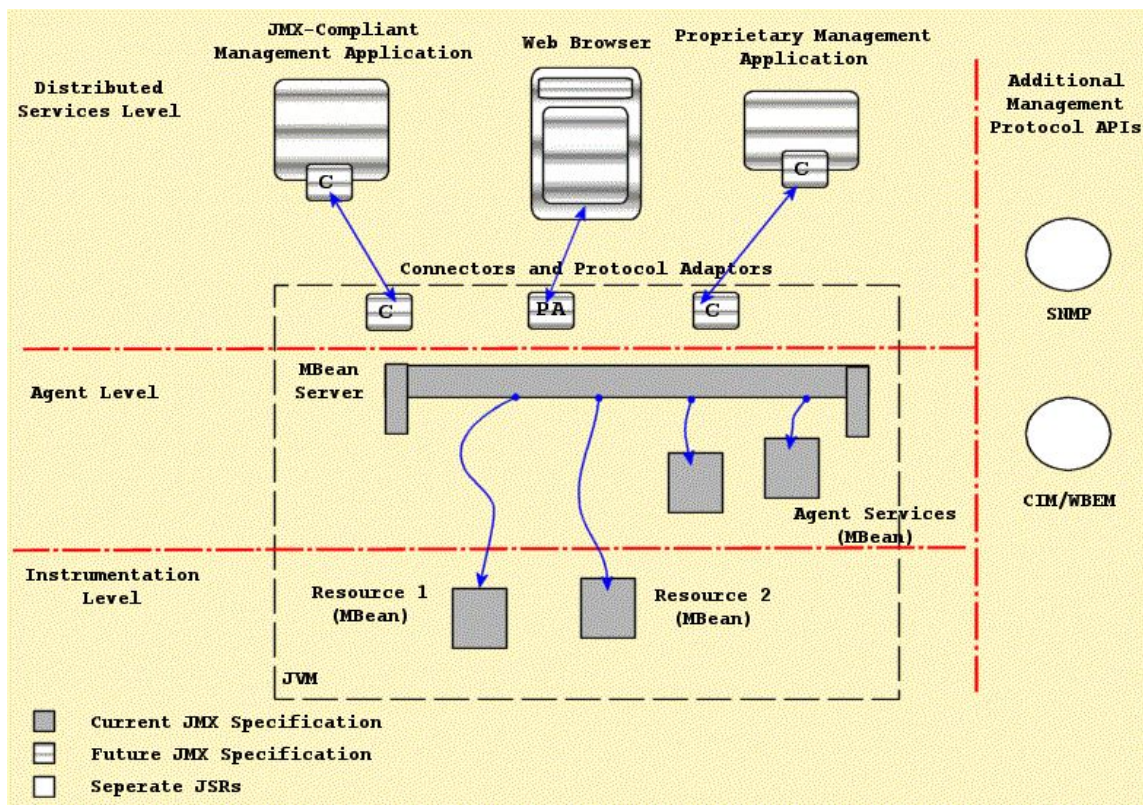 JMX-Compliant
Management Application
Web Browser
Proprietary Management
Application
Distributed
Services Level
Additional
Management
Protocol APIs
C
C
Connectors and Protocol Adaptors
C
PA
C
SNMP
Agent Level
MBean
Server
CIM/WBEM
Agent Services
(MBean)
Instrumentation
Level
Resource 1
(MBean)
Resource 2
(MBean)
JVM
Current JMX Specification
Future JMX Specification
Seperate JSRs